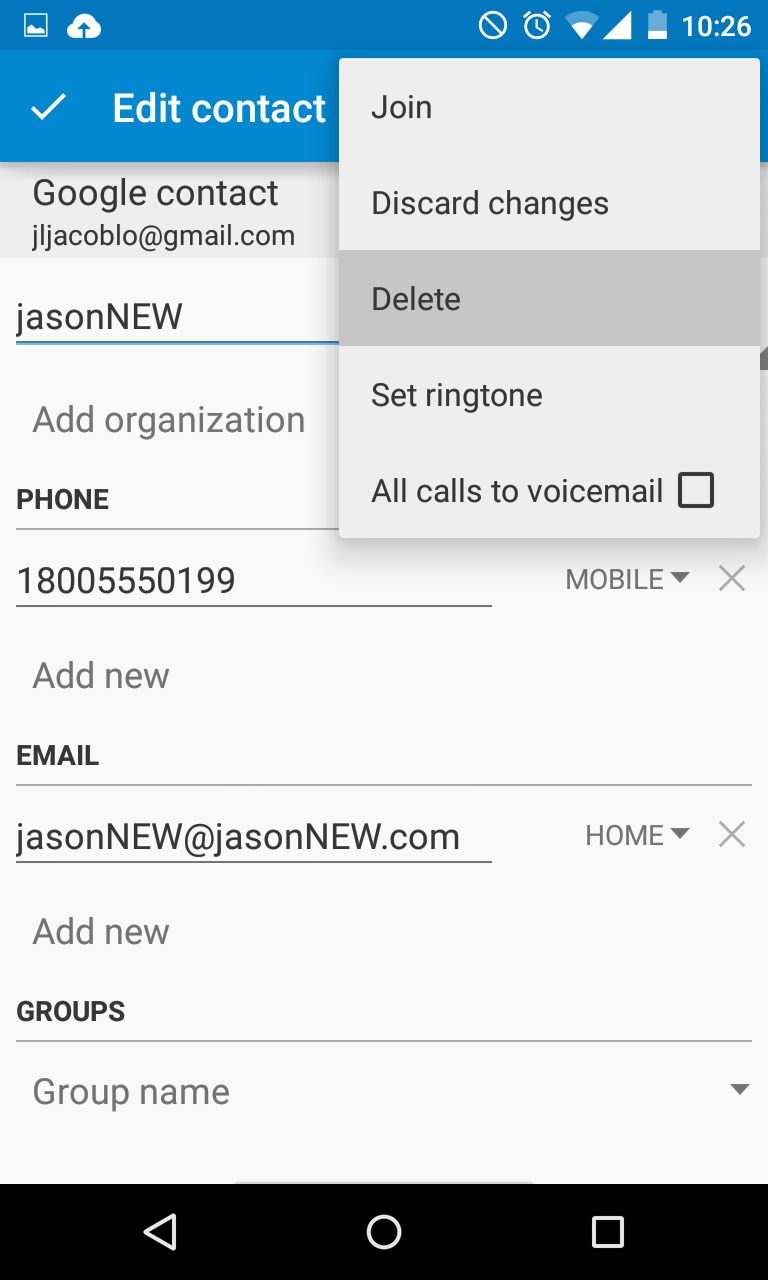 10:26
Edit contact
Join
Google contact
Discard changes
jljacoblo@gmail.com
Delete
jasonNEW
Set ringtone
Add organization
All calls to voicemail
PHONE
18005550199 MOBILE
Add new
EMAIL
jasonNEW@jasonNEW.com HOME
Add new
GROUPS
Group name